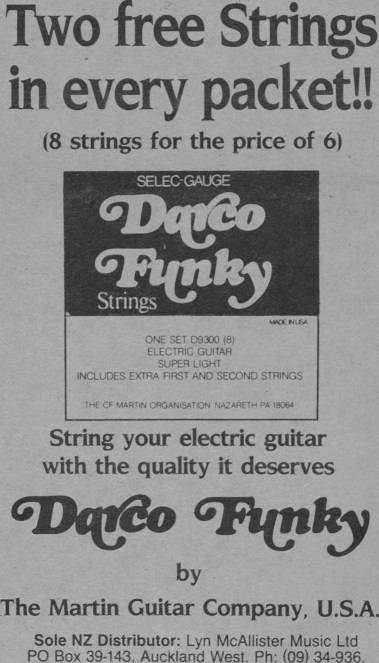 Two free Strings
in every packet!!
(8 strings for the price of 6)
SELEC-GAUGE
Darco
Funky
Strings
MADE IN USA
ONE SET D9300 (8)
ELECTRIC GUITAR
SUPER LIGHT
INCLUDES EXTRA FIRST AND SECOND STRINGS
THE CF MARTIN ORGANISATION NAZARETH PA 18064
String your electric guitar
with the quality it deserves
Darco Funky
by
The Martin Guitar Company, U.S.A.
Sole NZ Distributor: Lyn McAllister Music Ltd
PO Box 39-143, Auckland West. Ph: (09) 34-936.